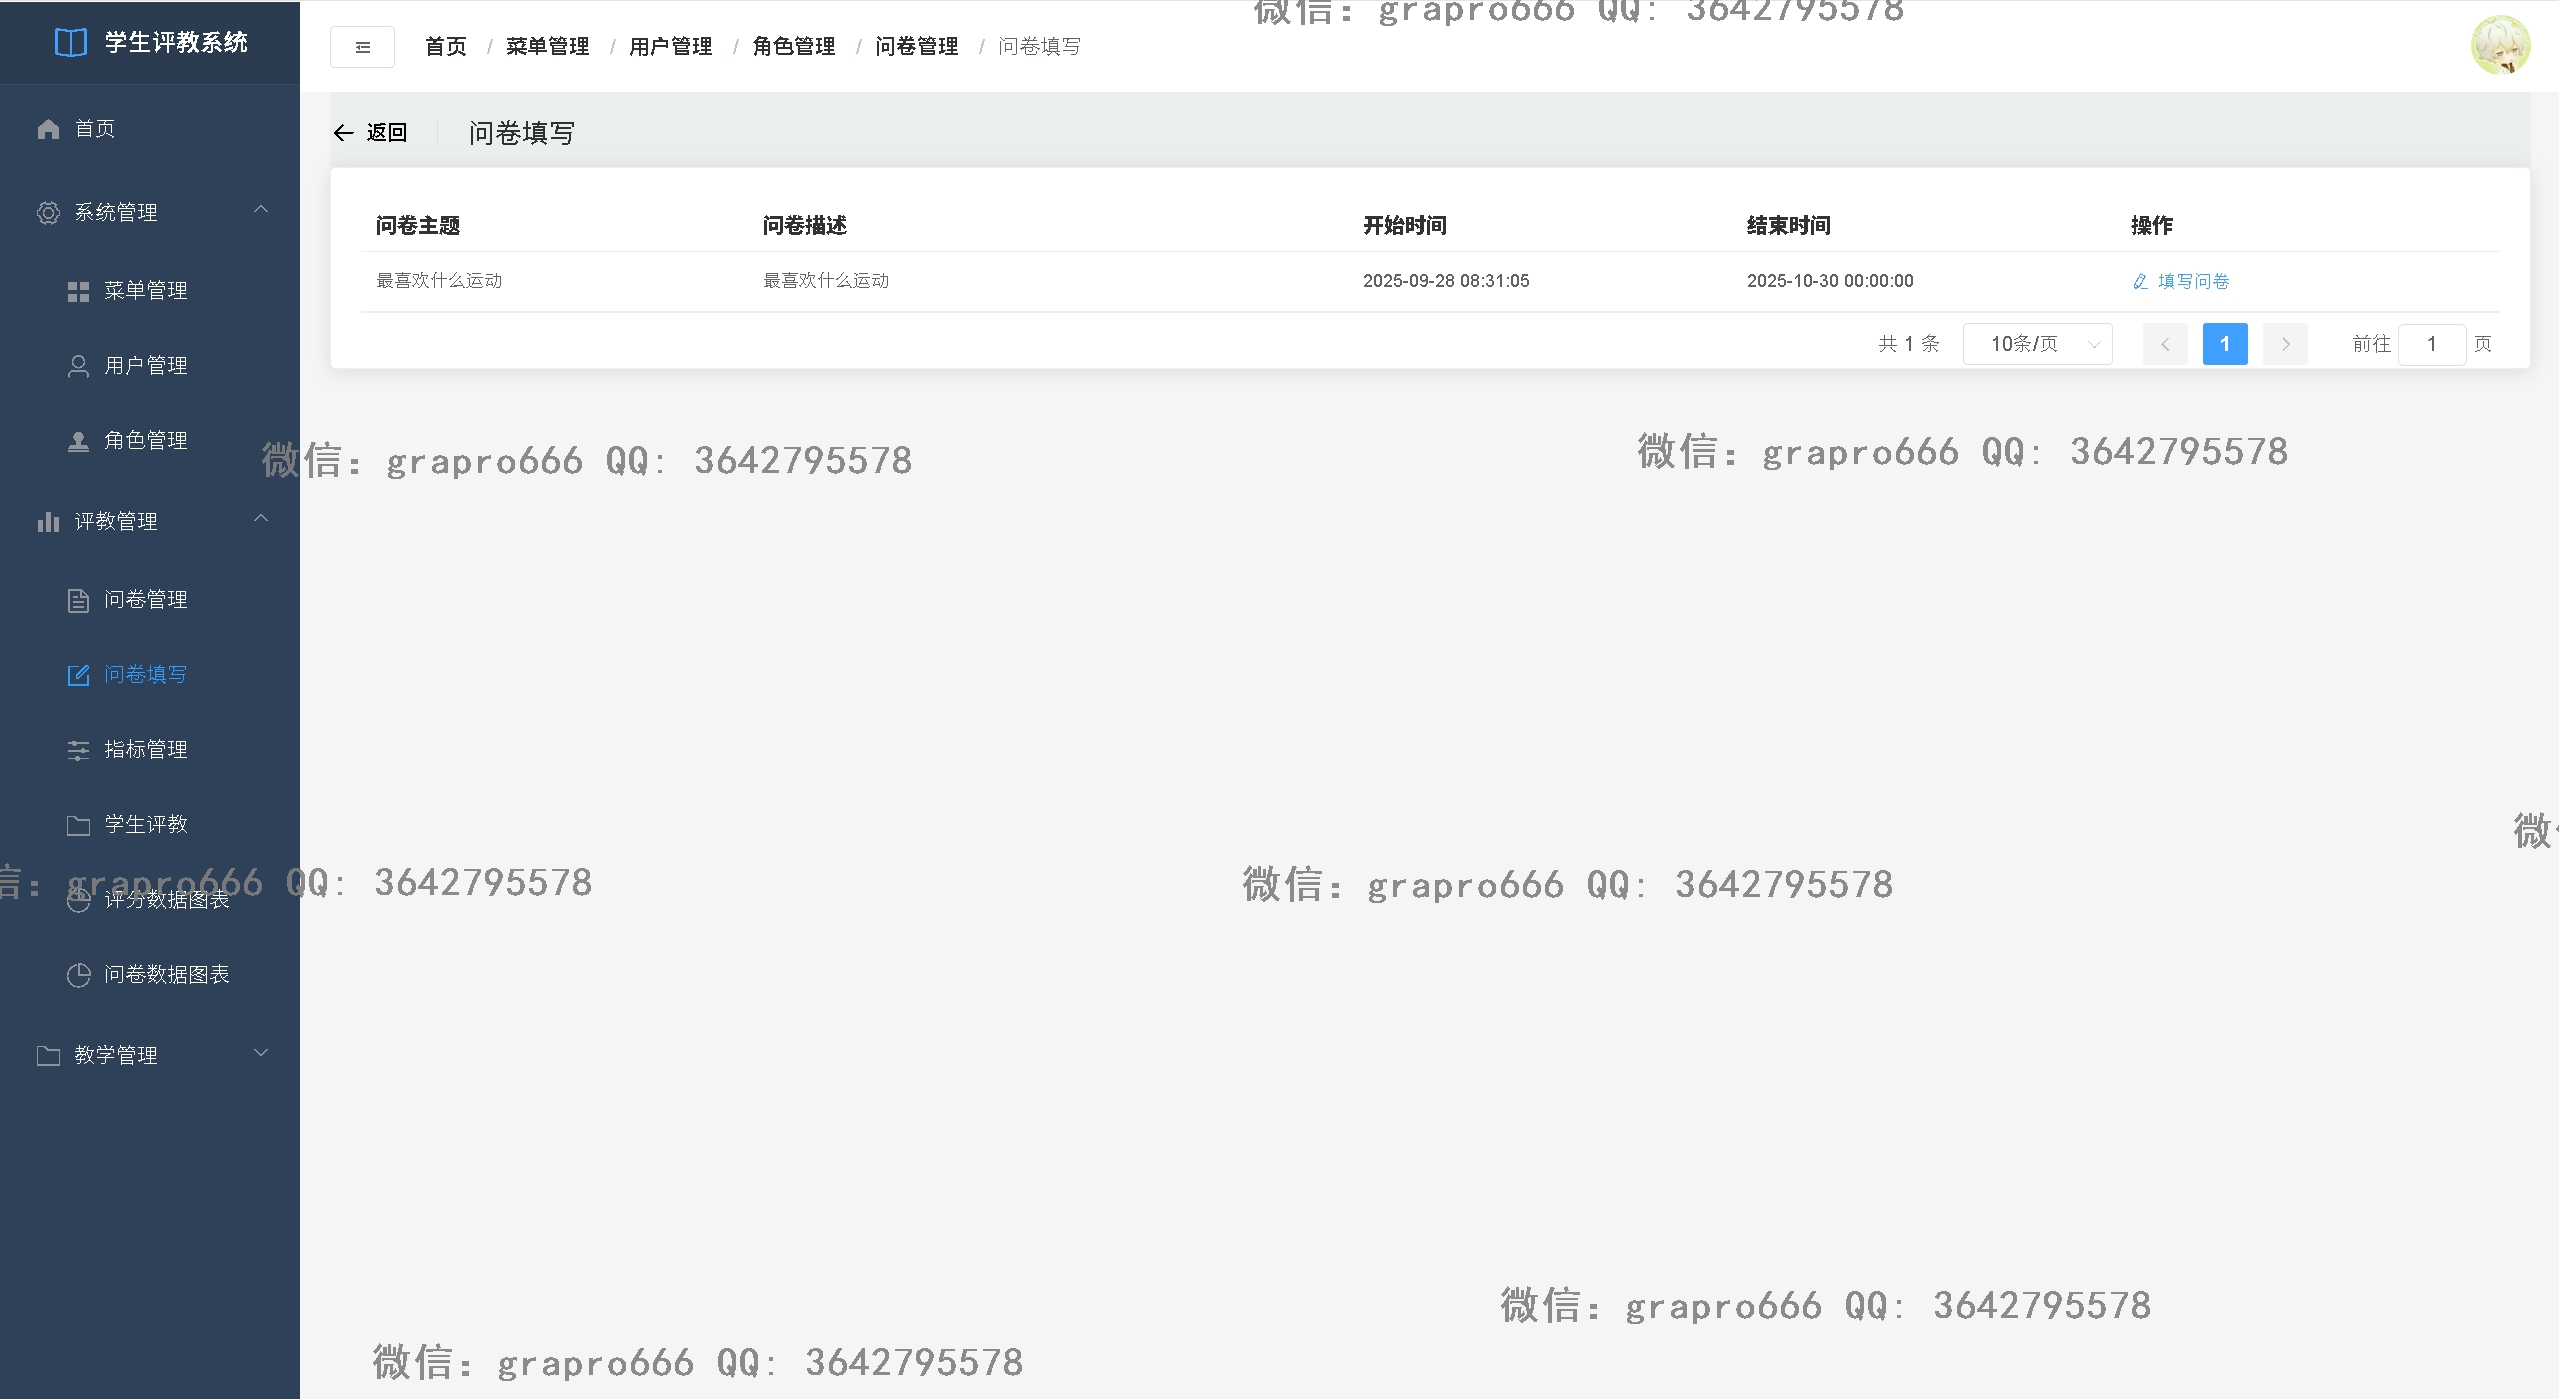 微信: grapro666 QQ: 3642795578
学生评教系统
首页 / 菜单管理 / 用户管理 / 角色管理 / 问卷管理 / 问卷填写
首页
系统管理
菜单管理
用户管理
角色管理
评教管理
问卷管理
问卷填写
指标管理
学生评教
评分数据图表
问卷数据图表
教学管理
返回 问卷填写
问卷主题 问卷描述 开始时间 结束时间 操作
最喜欢什么运动 最喜欢什么运动 2025-09-28 08:31:05 2025-10-30 00:00:00 填写问卷
共 1 条 10条/页 1 前往 1 页
微信: grapro666 QQ: 3642795578
微信: grapro666 QQ: 3642795578
微
信: grapro666 QQ: 3642795578
微信: grapro666 QQ: 3642795578
微信: grapro666 QQ: 3642795578
微信: grapro666 QQ: 3642795578